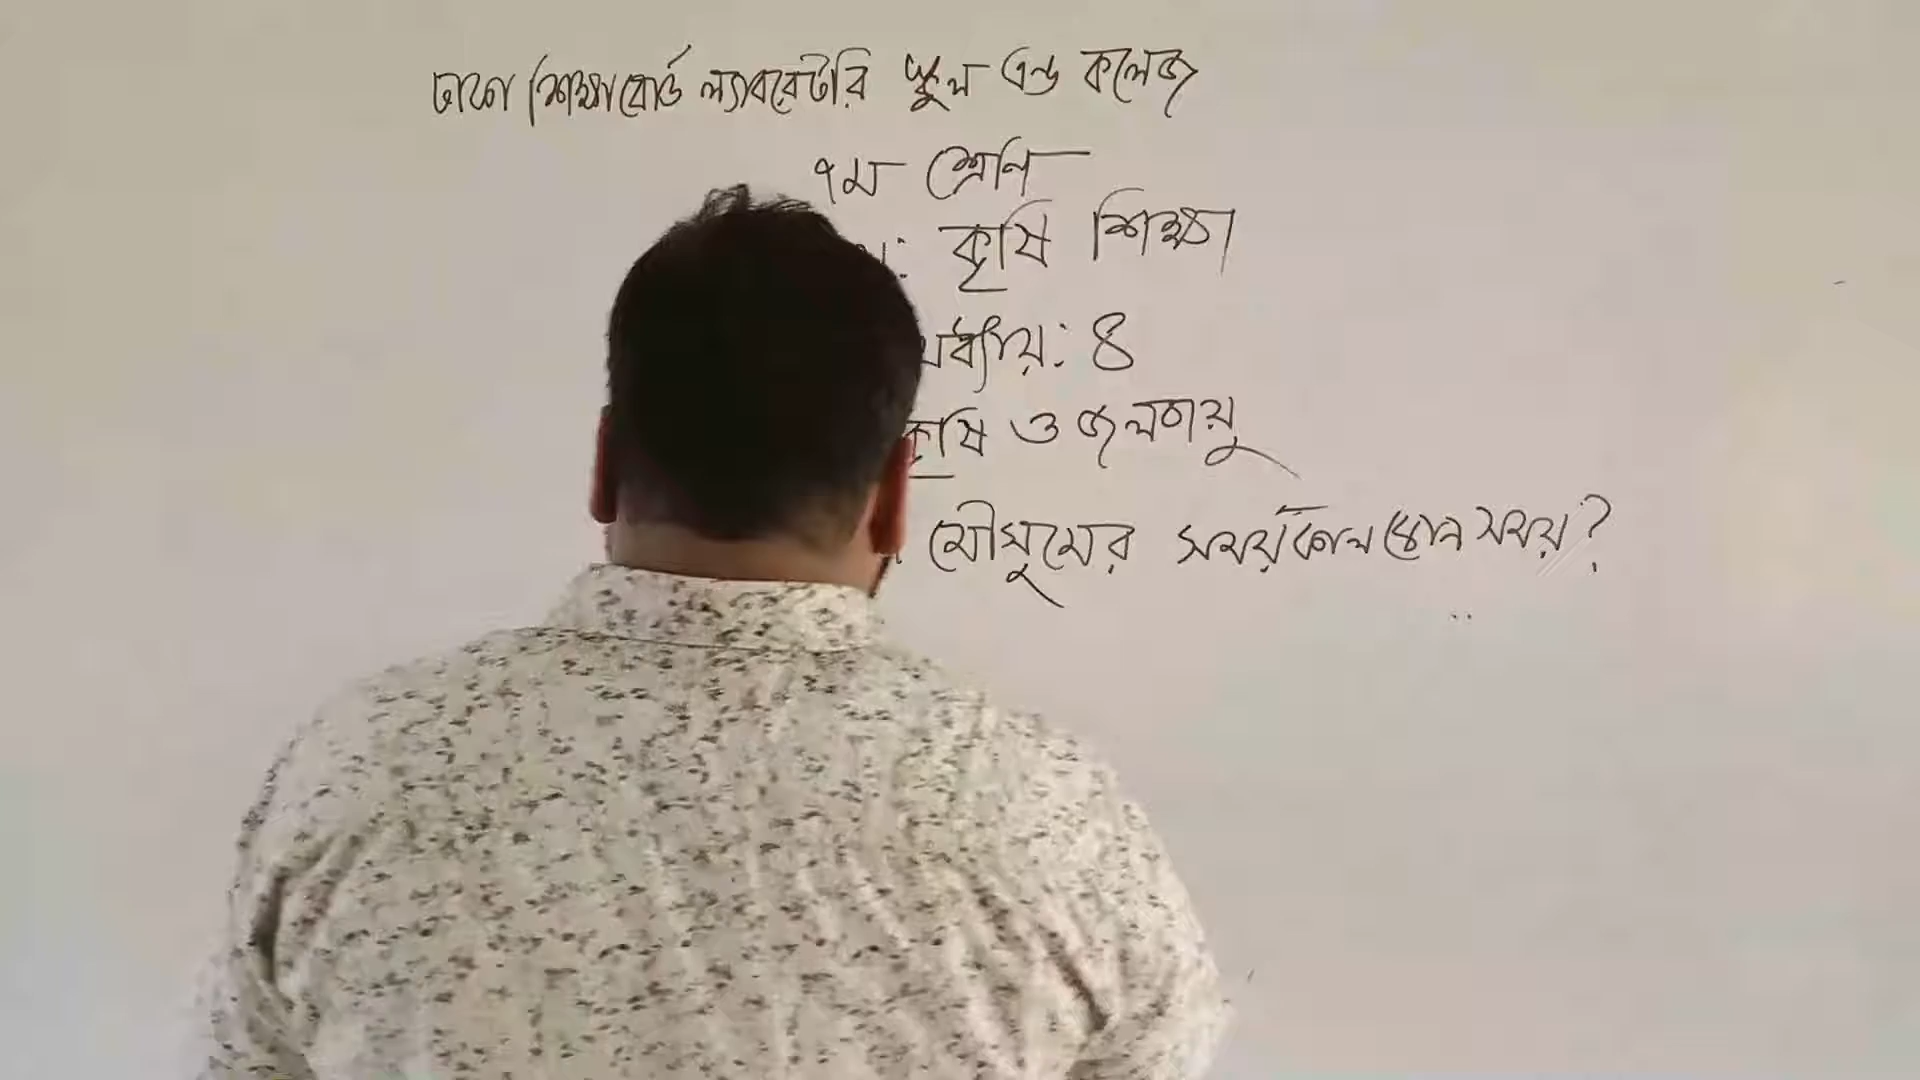 ঢাকা শিক্ষাবোর্ড ল্যাবরেটরি স্কুল এন্ড কলেজ
৭ম শ্রেণি
: কৃষি শিক্ষা
অধ্যায়: ৪
কৃষি ও জলবায়ু
মৌসুমের সময়কাল কোন সময়?